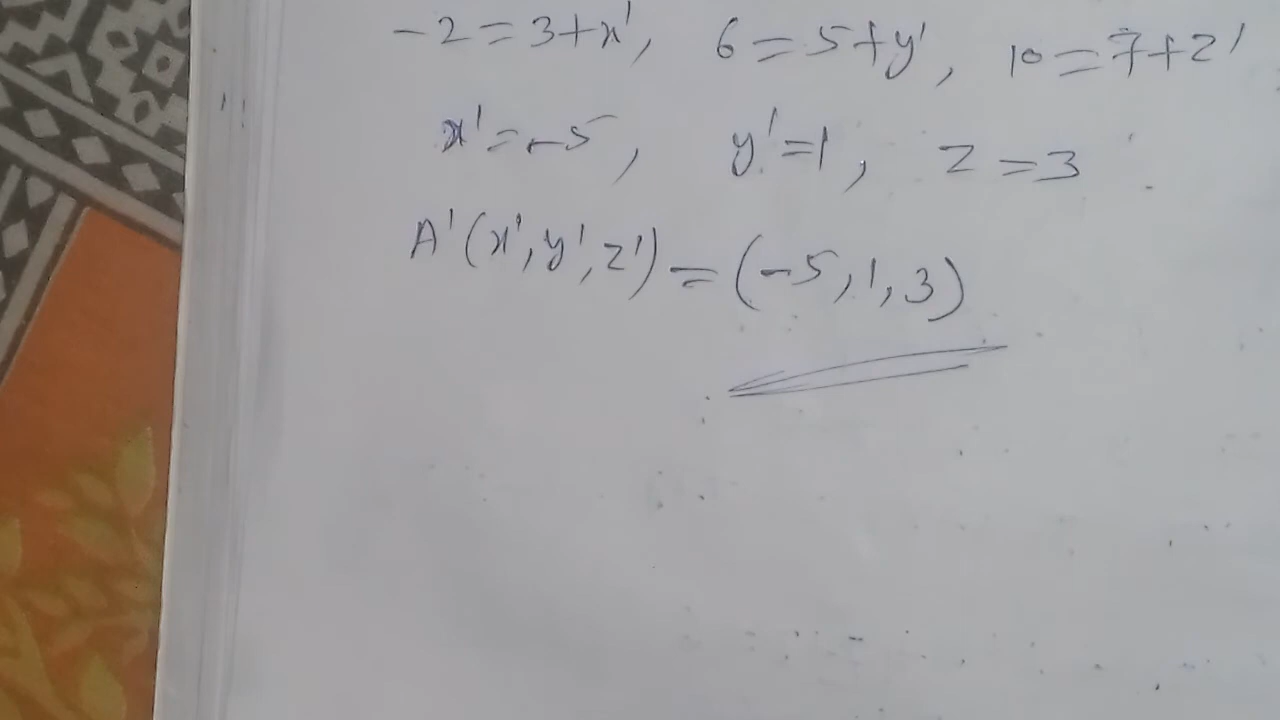 -2=3+x', 6=5+y', 10=7+z'
x'=-5, y'=1, z=3
A'(x',y',z')=(-5,1,3)